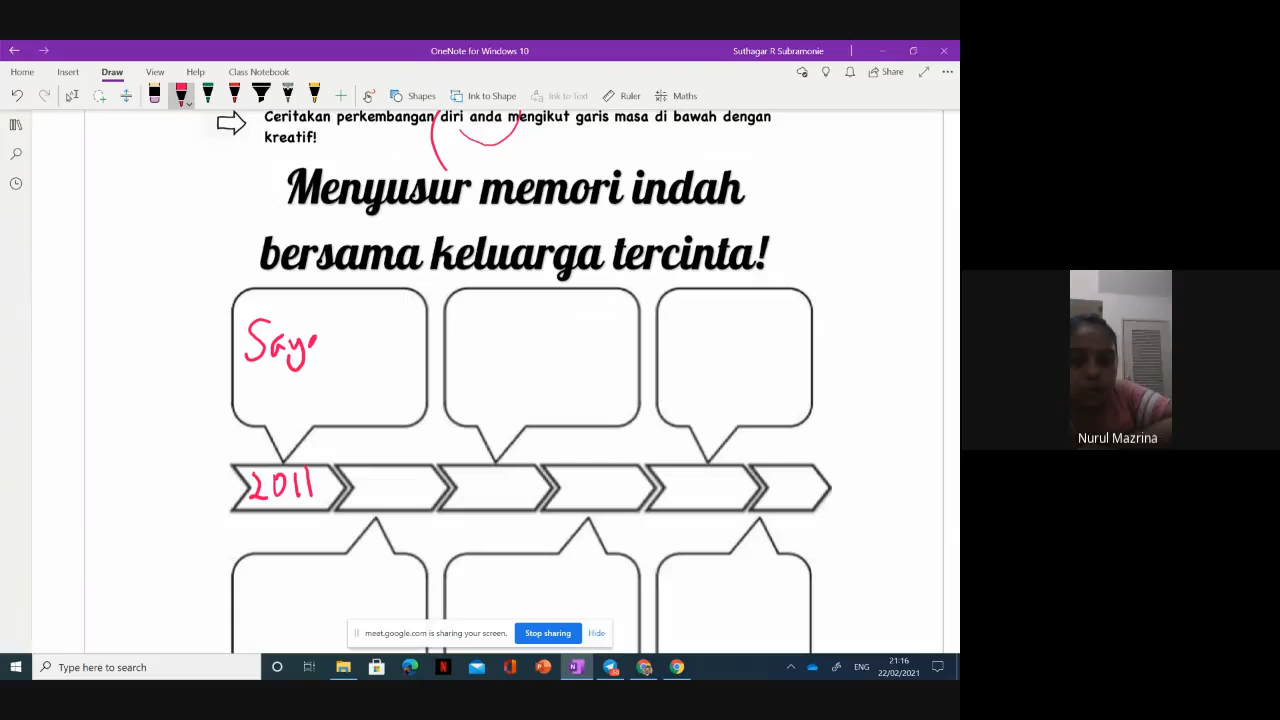 OneNote for Windows 10
Suthagar R Subramonie
Home Insert Draw View Help Class Notebook
Share
Shapes Ink to Shape Ink to Text Ruler Maths
Ceritakan perkembangan diri anda mengikut garis masa di bawah dengan
kreatif!
Menyusur memori indah
bersama keluarga tercinta!
Say
2011
Nurul Mazrina
meet.google.com is sharing your screen. Stop sharing Hide
Type here to search
ENG
21:16
22/02/2021